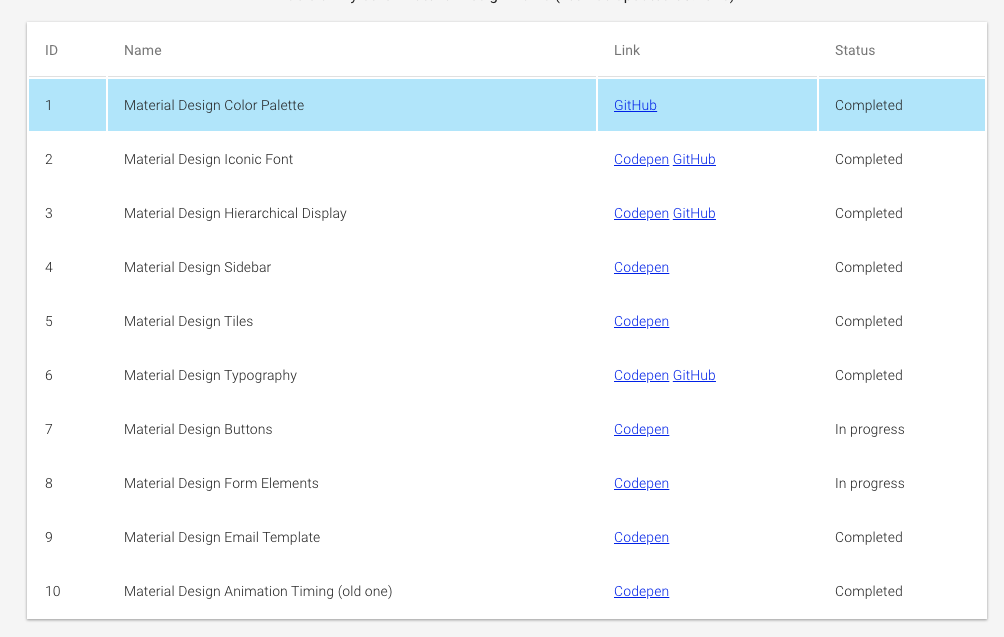 ID Name Link Status
1 Material Design Color Palette GitHub Completed
2 Material Design Iconic Font Codepen GitHub Completed
3 Material Design Hierarchical Display Codepen GitHub Completed
4 Material Design Sidebar Codepen Completed
5 Material Design Tiles Codepen Completed
6 Material Design Typography Codepen GitHub Completed
7 Material Design Buttons Codepen In progress
8 Material Design Form Elements Codepen In progress
9 Material Design Email Template Codepen Completed
10 Material Design Animation Timing (old one) Codepen Completed